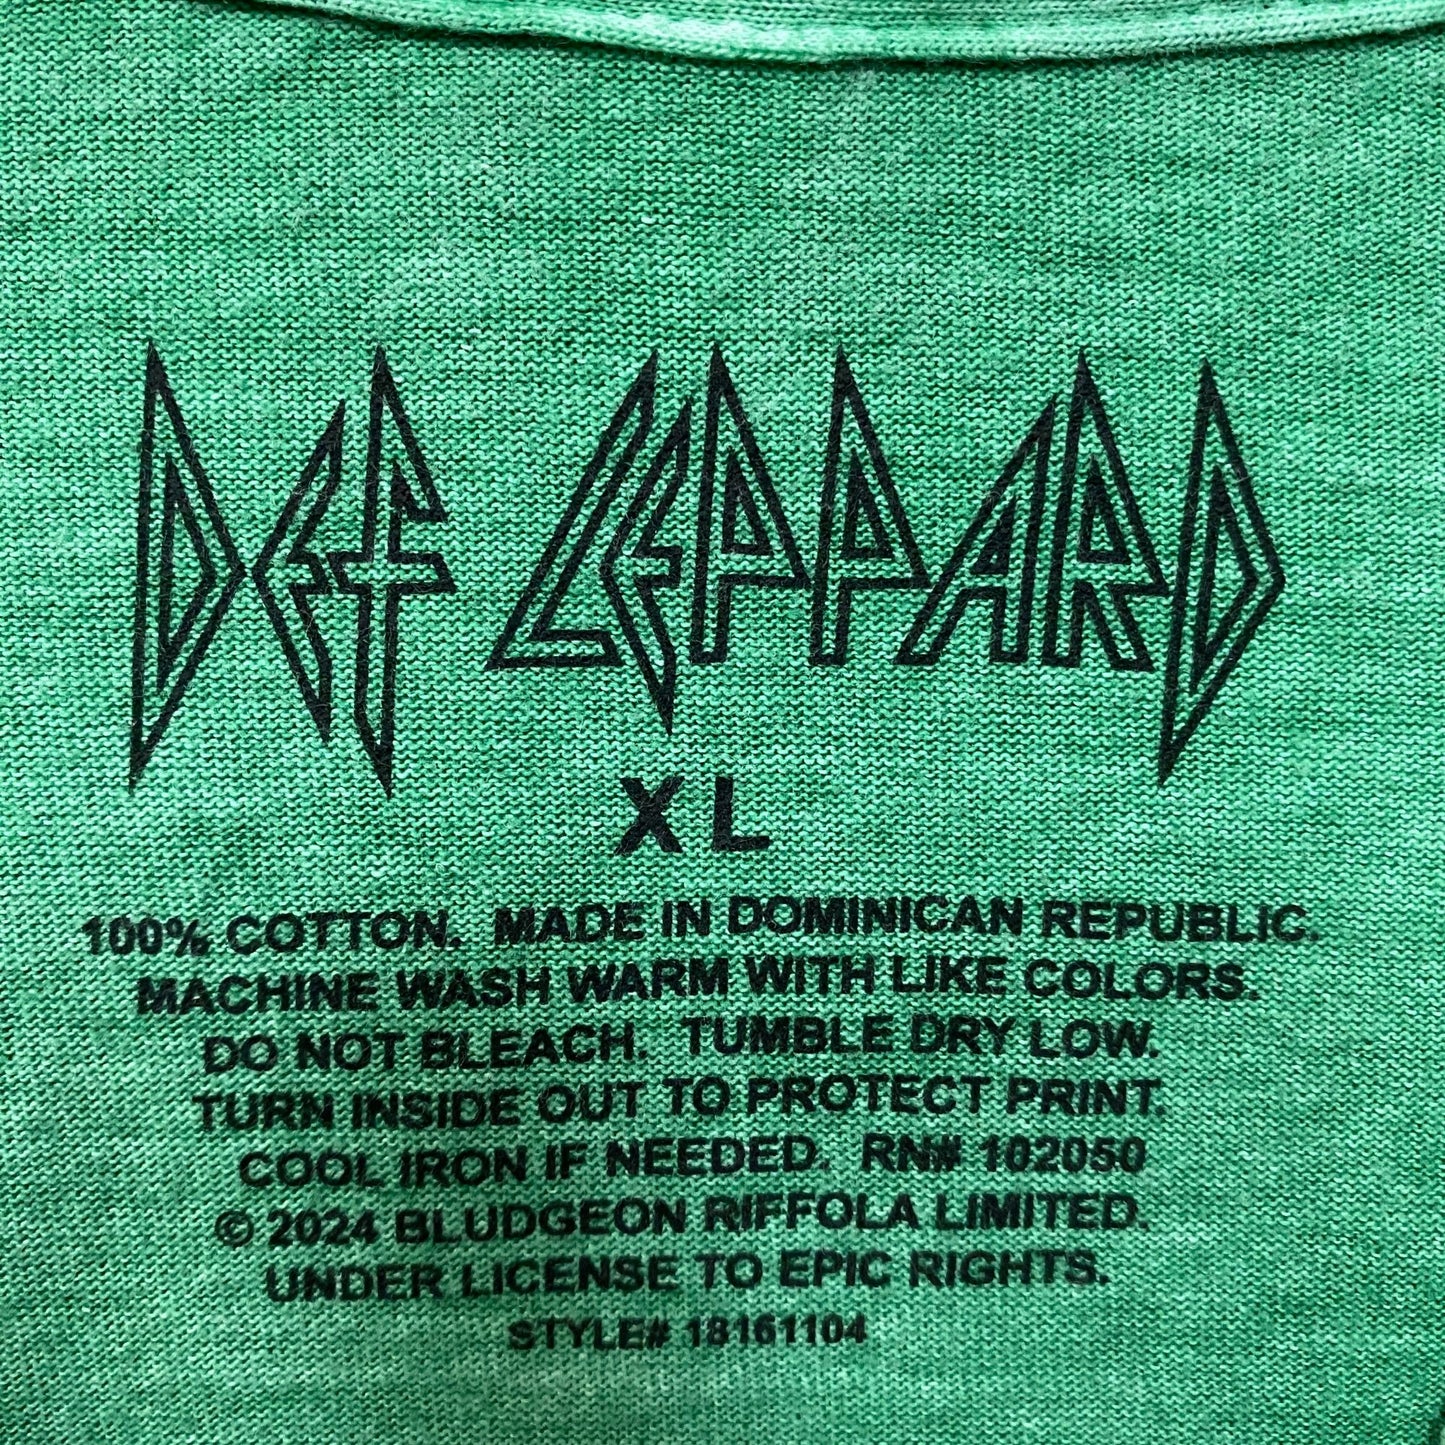 DEF LEPPARD
XL
100% COTTON. MADE IN DOMINICAN REPUBLIC.
MACHINE WASH WARM WITH LIKE COLORS.
DO NOT BLEACH. TUMBLE DRY LOW.
TURN INSIDE OUT TO PROTECT PRINT.
COOL IRON IF NEEDED. RN# 102050
© 2024 BLUDGEON RIFFOLA LIMITED.
UNDER LICENSE TO EPIC RIGHTS.
STYLE# 18161104